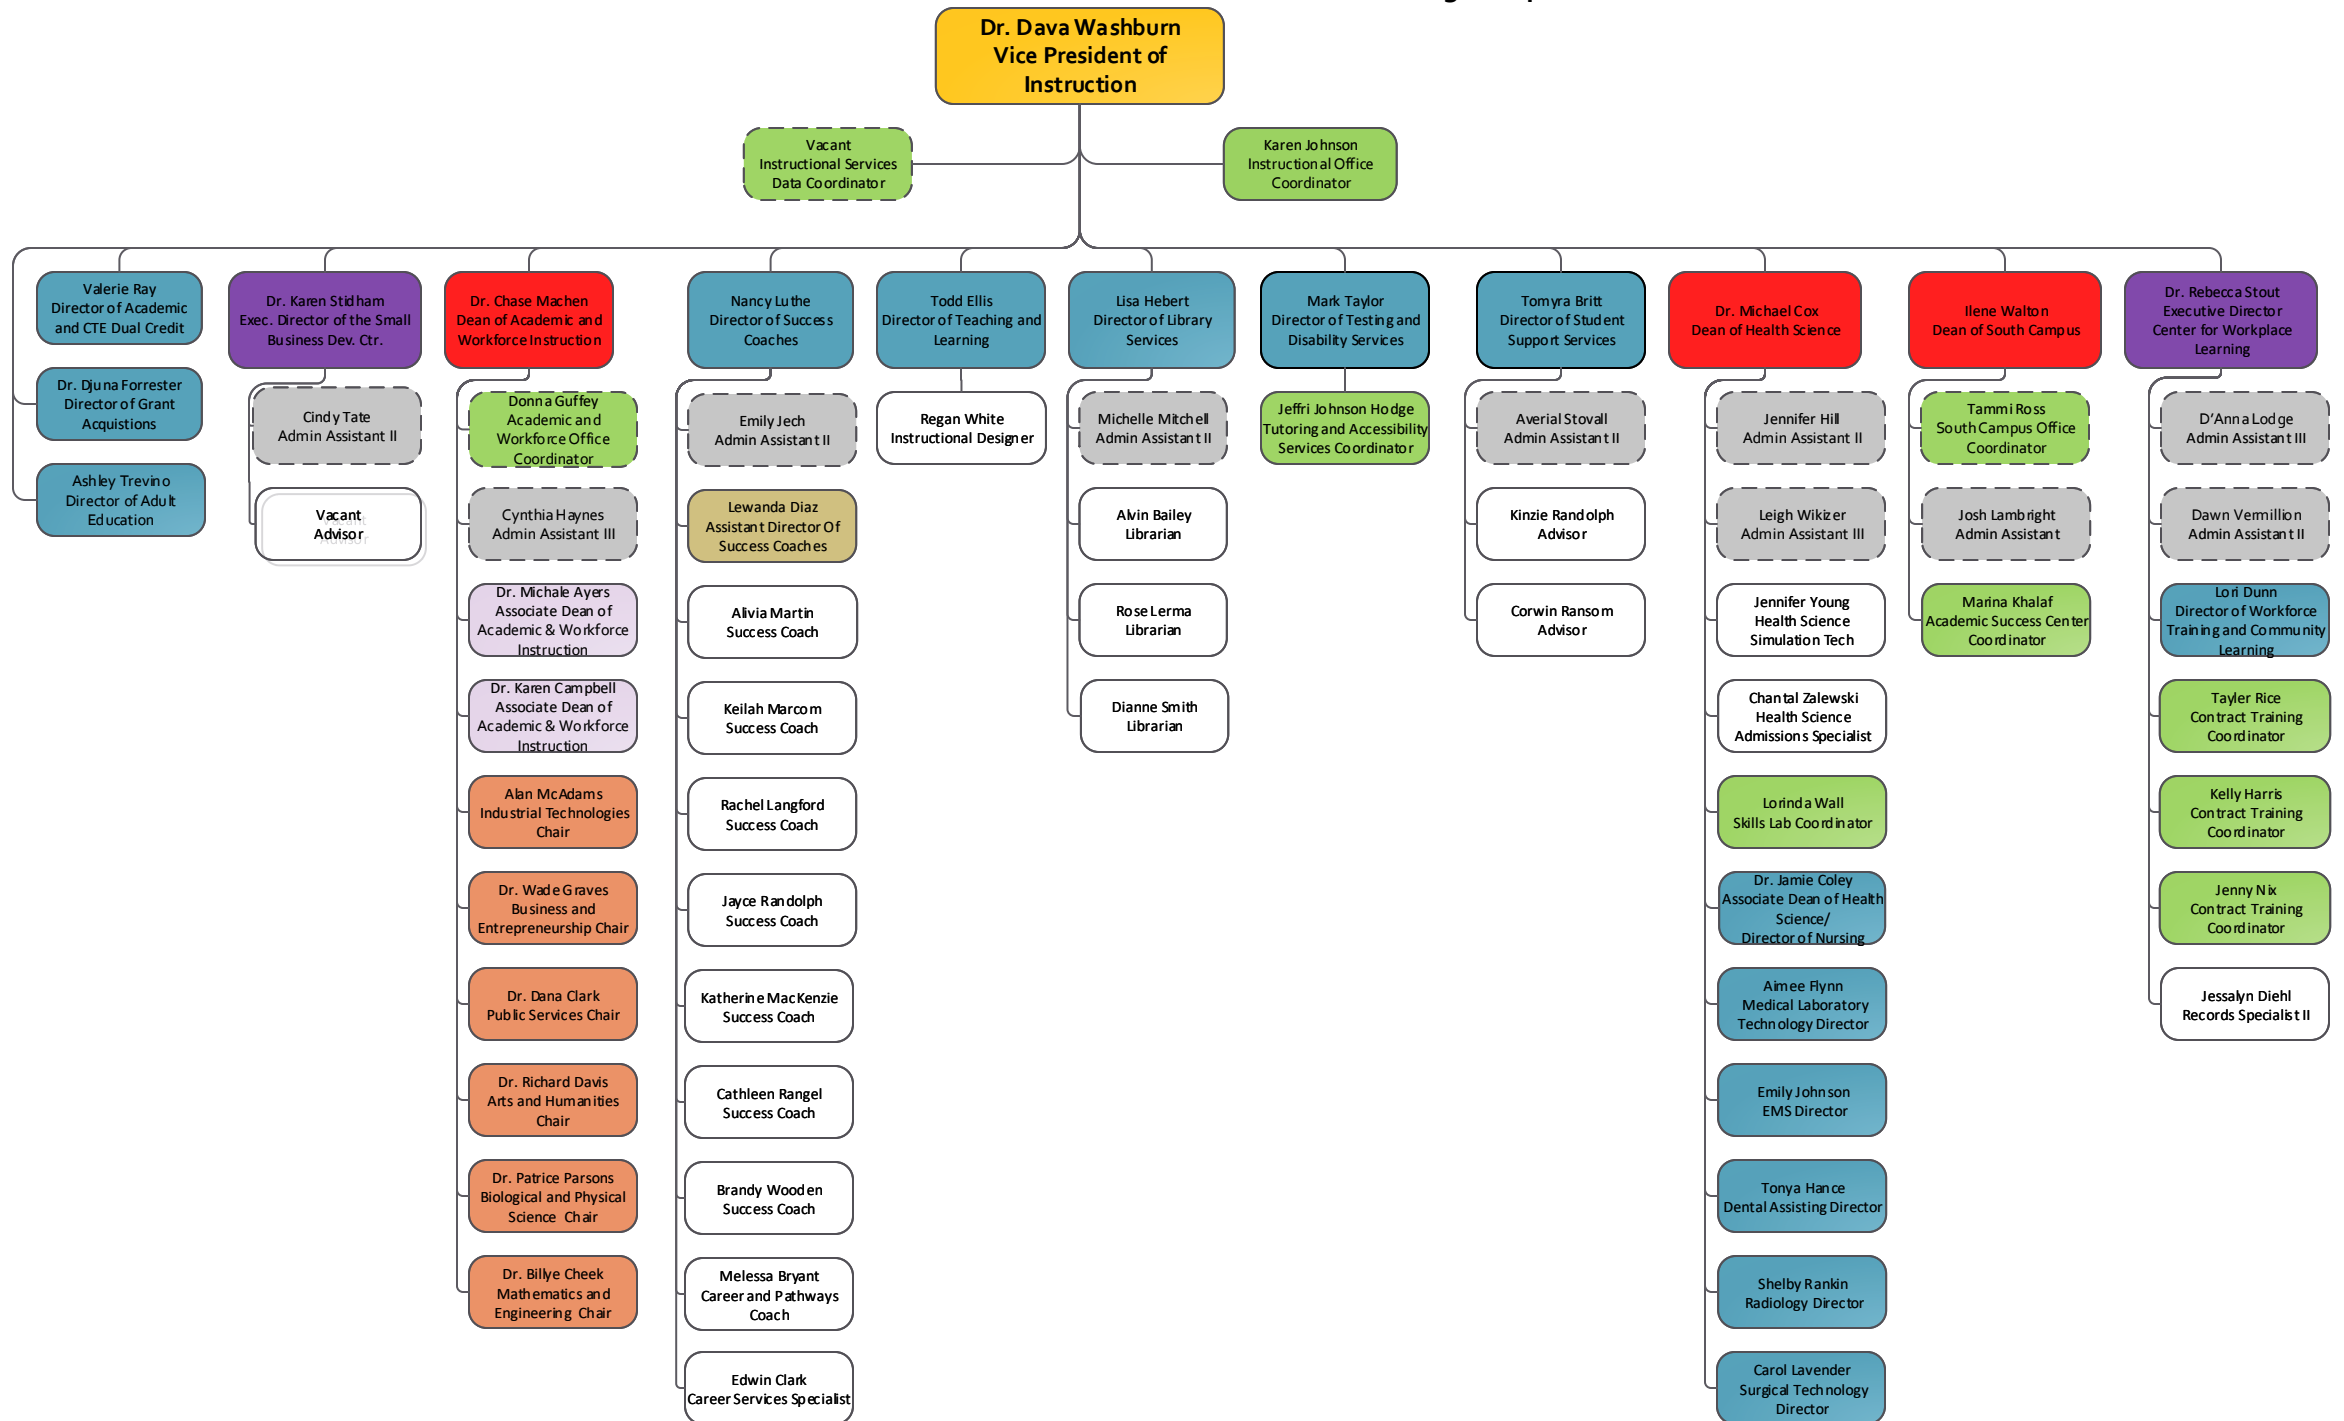 Dr. Dava Washburn
Vice President of
Instruction
Vacant
Instructional Services
Data Coordinator
Karen Johnson
Instructional Office
Coordinator
Valerie Ray
Director of Academic
and CTE Dual Credit
Dr. Djuna Forrester
Director of Grant
Acquistions
Ashley Trevino
Director of Adult
Education
Dr. Karen Stidham
Exec. Director of the Small
Business Dev. Ctr.
Cindy Tate
Admin Assistant II
Vacant
Advisor
Dr. Chase Machen
Dean of Academic and
Workforce Instruction
Donna Guffey
Academic and
Workforce Office
Coordinator
Cynthia Haynes
Admin Assistant III
Dr. Michale Ayers
Associate Dean of
Academic & Workforce
Instruction
Dr. Karen Campbell
Associate Dean of
Academic & Workforce
Instruction
Alan McAdams
Industrial Technologies
Chair
Dr. Wade Graves
Business and
Entrepreneurship Chair
Dr. Dana Clark
Public Services Chair
Dr. Richard Davis
Arts and Humanities
Chair
Dr. Patrice Parsons
Biological and Physical
Science Chair
Dr. Billye Cheek
Mathematics and
Engineering Chair
Nancy Luthe
Director of Success
Coaches
Emily Jech
Admin Assistant II
Lewanda Diaz
Assistant Director Of
Success Coaches
Alivia Martin
Success Coach
Keilah Marcom
Success Coach
Rachel Langford
Success Coach
Jayce Randolph
Success Coach
Katherine MacKenzie
Success Coach
Cathleen Rangel
Success Coach
Brandy Wooden
Success Coach
Melessa Bryant
Career and Pathways
Coach
Edwin Clark
Career Services Specialist
Todd Ellis
Director of Teaching and
Learning
Regan White
Instructional Designer
Lisa Hebert
Director of Library
Services
Michelle Mitchell
Admin Assistant II
Alvin Bailey
Librarian
Rose Lerma
Librarian
Dianne Smith
Librarian
Mark Taylor
Director of Testing and
Disability Services
Jeffri Johnson Hodge
Tutoring and Accessibility
Services Coordinator
Tomyra Britt
Director of Student
Support Services
Averial Stovall
Admin Assistant II
Kinzie Randolph
Advisor
Corwin Ransom
Advisor
Dr. Michael Cox
Dean of Health Science
Jennifer Hill
Admin Assistant II
Leigh Wikizer
Admin Assistant III
Jennifer Young
Health Science
Simulation Tech
Chantal Zalewski
Health Science
Admissions Specialist
Lorinda Wall
Skills Lab Coordinator
Dr. Jamie Coley
Associate Dean of Health
Science/
Director of Nursing
Aimee Flynn
Medical Laboratory
Technology Director
Emily Johnson
EMS Director
Tonya Hance
Dental Assisting Director
Shelby Rankin
Radiology Director
Carol Lavender
Surgical Technology
Director
Ilene Walton
Dean of South Campus
Tammi Ross
South Campus Office
Coordinator
Josh Lambright
Admin Assistant
Marina Khalaf
Academic Success Center
Coordinator
Dr. Rebecca Stout
Executive Director
Center for Workplace
Learning
D'Anna Lodge
Admin Assistant III
Dawn Vermillion
Admin Assistant II
Lori Dunn
Director of Workforce
Training and Community
Learning
Tayler Rice
Contract Training
Coordinator
Kelly Harris
Contract Training
Coordinator
Jenny Nix
Contract Training
Coordinator
Jessalyn Diehl
Records Specialist II